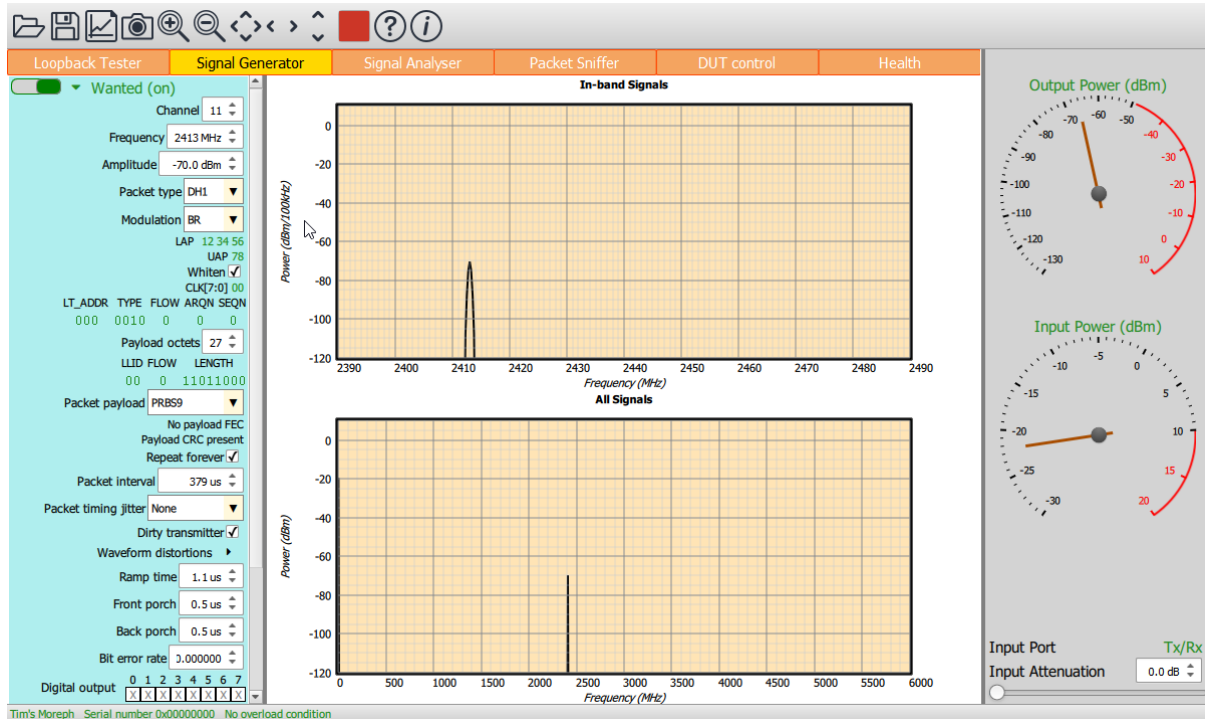 Loopback Tester Signal Generator Signal Analyser Packet Sniffer DUT control Health
Wanted (on)
Channel 11
Frequency 2413 MHz
Amplitude -70.0 dBm
Packet type DH1
Modulation BR
LAP 12 34 56
UAP 78
Whiten
CLK[7:0] 00
LT_ADDR TYPE FLOW ARQN SEQN
000 0010 0 0 0
Payload octets 27
LLID FLOW LENGTH
00 0 11011000
Packet payload PRBS9
No payload FEC
Payload CRC present
Repeat forever
Packet interval 379 us
Packet timing jitter None
Dirty transmitter
Waveform distortions
Ramp time 1.1 us
Front porch 0.5 us
Back porch 0.5 us
Bit error rate 0.000000
Digital output 0 1 2 3 4 5 6 7
X X X X X X X X
In-band Signals
Power (dBm/100kHz)
0
-20
-40
-60
-80
-100
-120
2390 2400 2410 2420 2430 2440 2450 2460 2470 2480 2490
Frequency (MHz)
All Signals
Power (dBm)
0
-20
-40
-60
-80
-100
-120
0 500 1000 1500 2000 2500 3000 3500 4000 4500 5000 5500 6000
Frequency (MHz)
Output Power (dBm)
-130 -120 -110 -100 -90 -80 -70 -60 -50 -40 -30 -20 -10 0 10
Input Power (dBm)
-30 -25 -20 -15 -10 -5 0 5 10 15 20
Input Port Tx/Rx
Input Attenuation 0.0 dB
Tim's Moreph Serial number 0x00000000 No overload condition